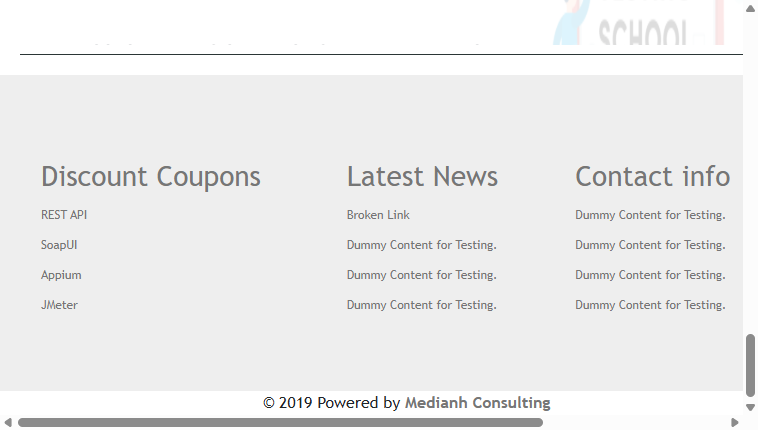 SCHOOL
Discount Coupons
REST API
SoapUI
Appium
JMeter
Latest News
Broken Link
Dummy Content for Testing.
Dummy Content for Testing.
Dummy Content for Testing.
Contact info
Dummy Content for Testing.
Dummy Content for Testing.
Dummy Content for Testing.
Dummy Content for Testing.
© 2019 Powered by Medianh Consulting